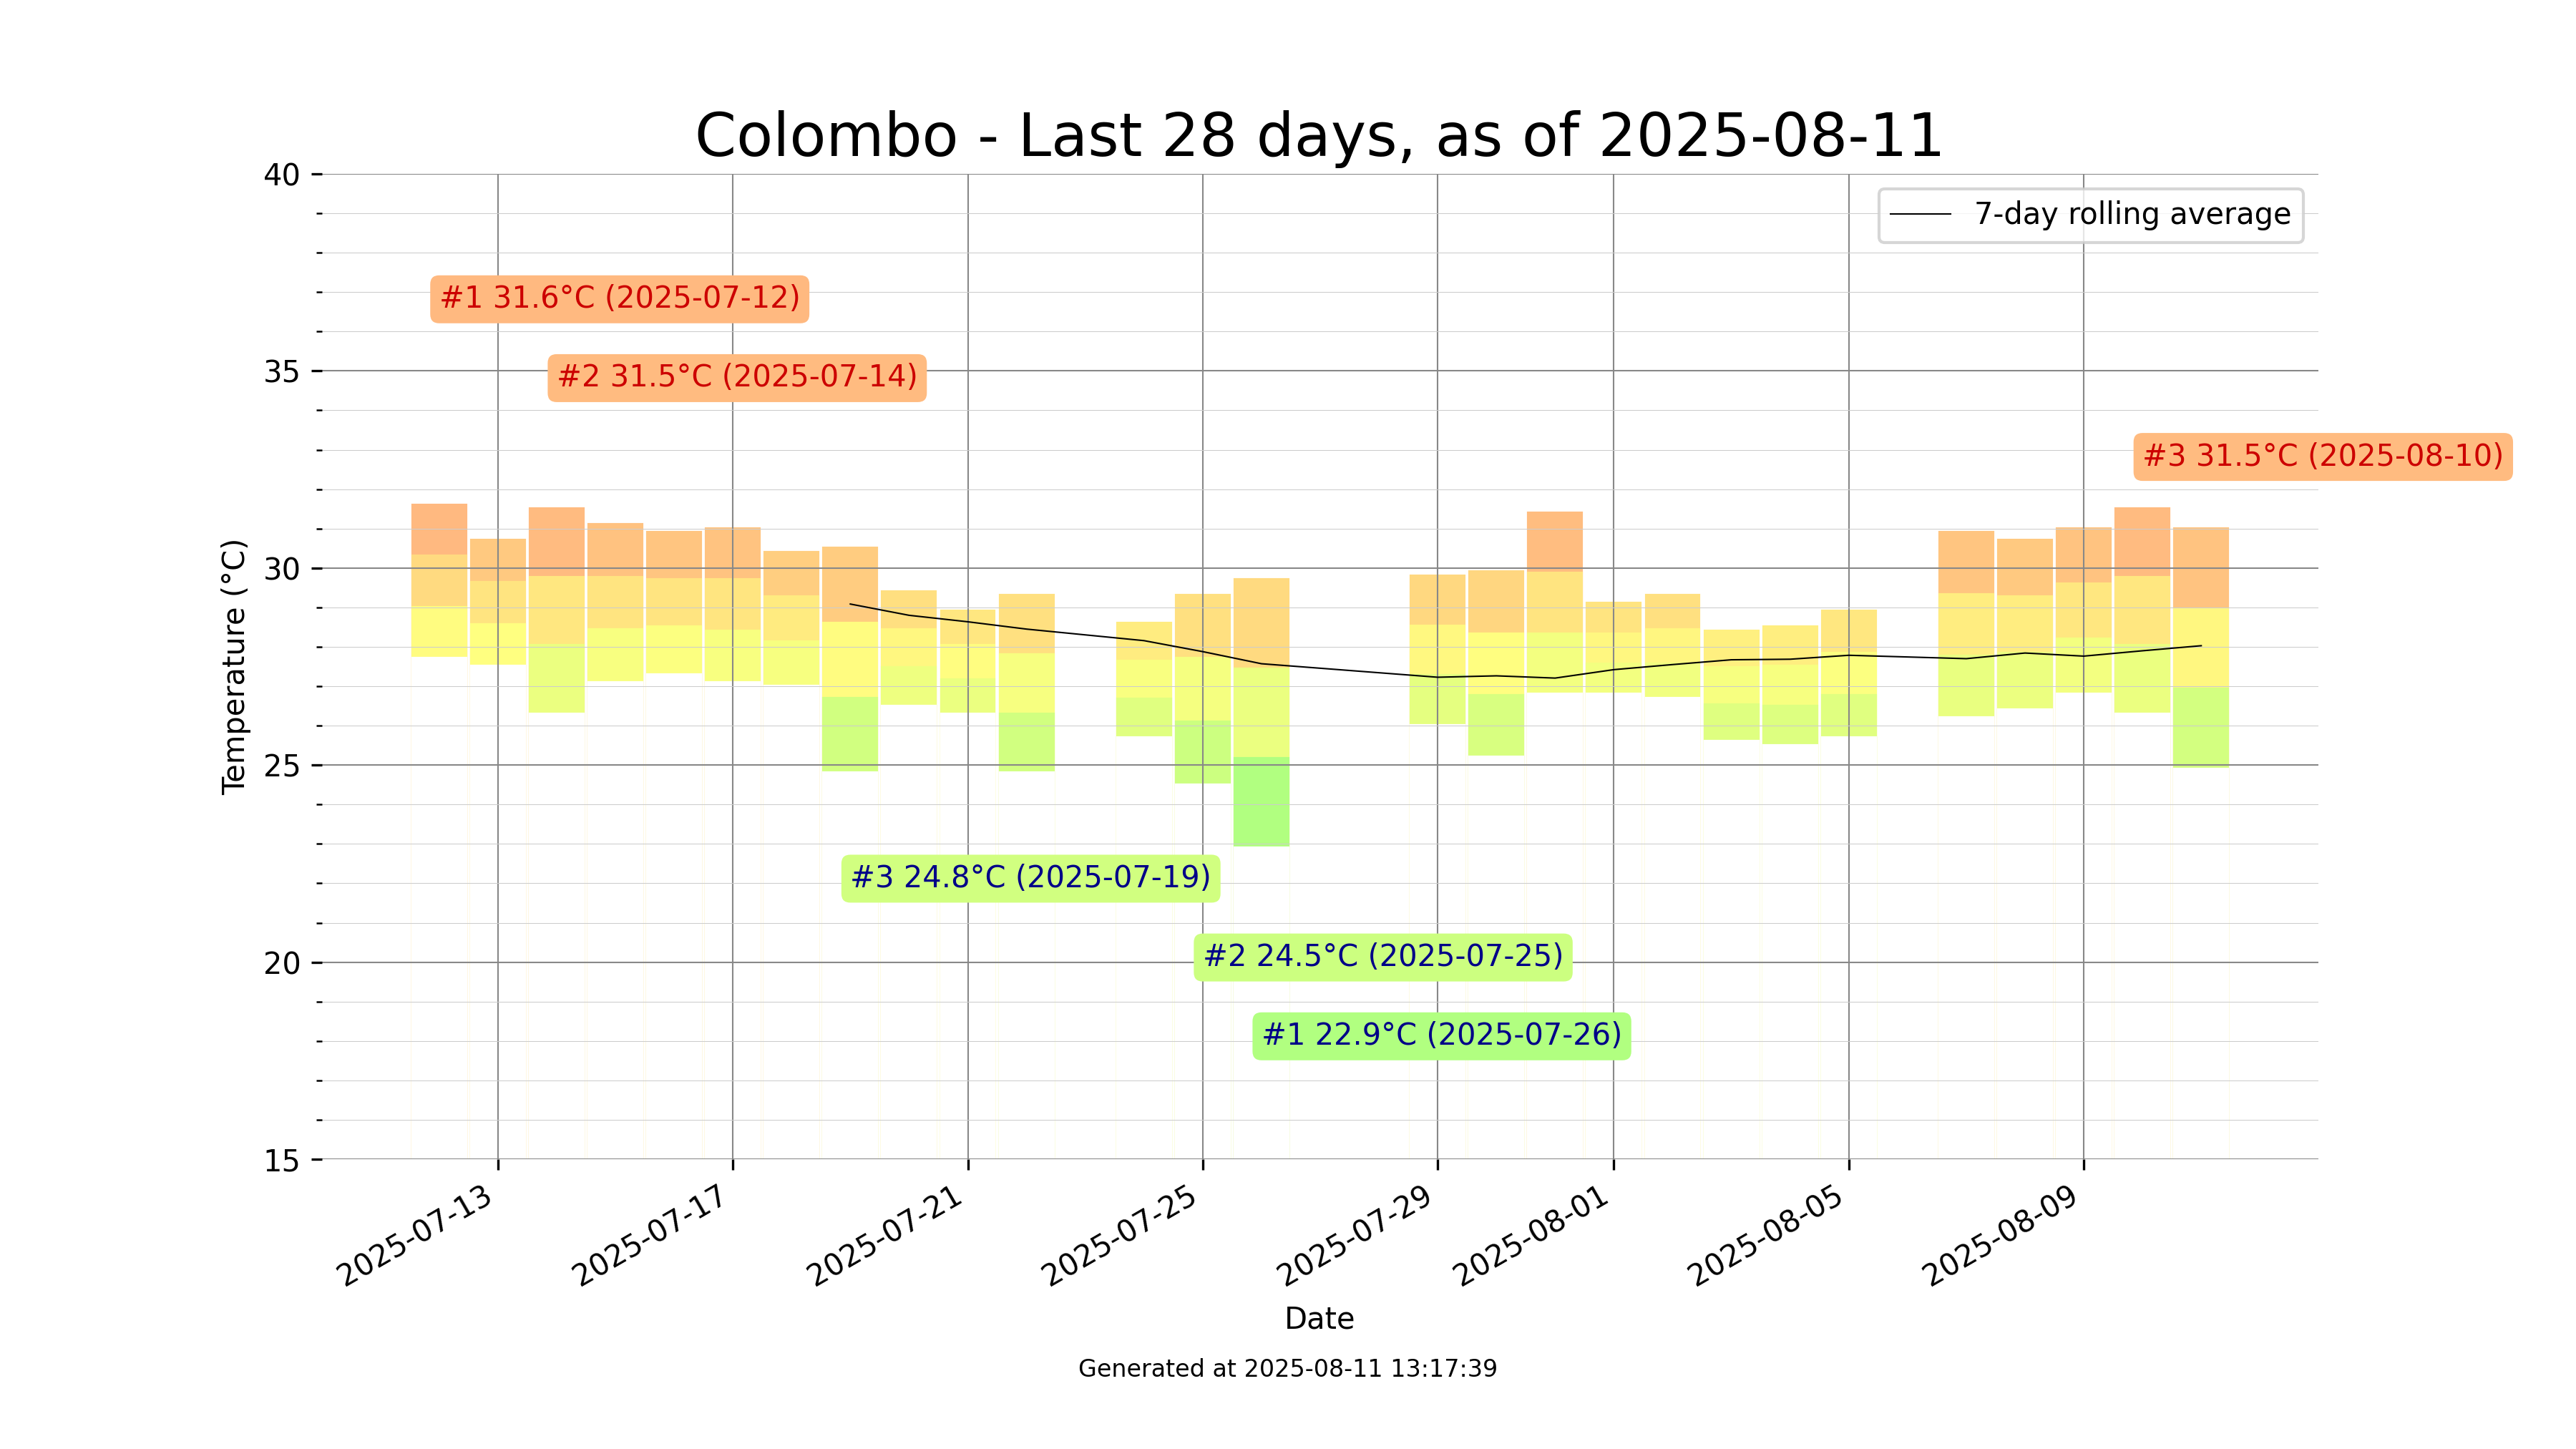 Colombo - Last 28 days, as of 2025-08-11
7-day rolling average
#1 31.6°C (2025-07-12)
#2 31.5°C (2025-07-14)
#3 31.5°C (2025-08-10)
#3 24.8°C (2025-07-19)
#2 24.5°C (2025-07-25)
#1 22.9°C (2025-07-26)
Temperature (°C)
40
35
30
25
20
15
2025-07-13
2025-07-17
2025-07-21
2025-07-25
2025-07-29
2025-08-01
2025-08-05
2025-08-09
Date
Generated at 2025-08-11 13:17:39